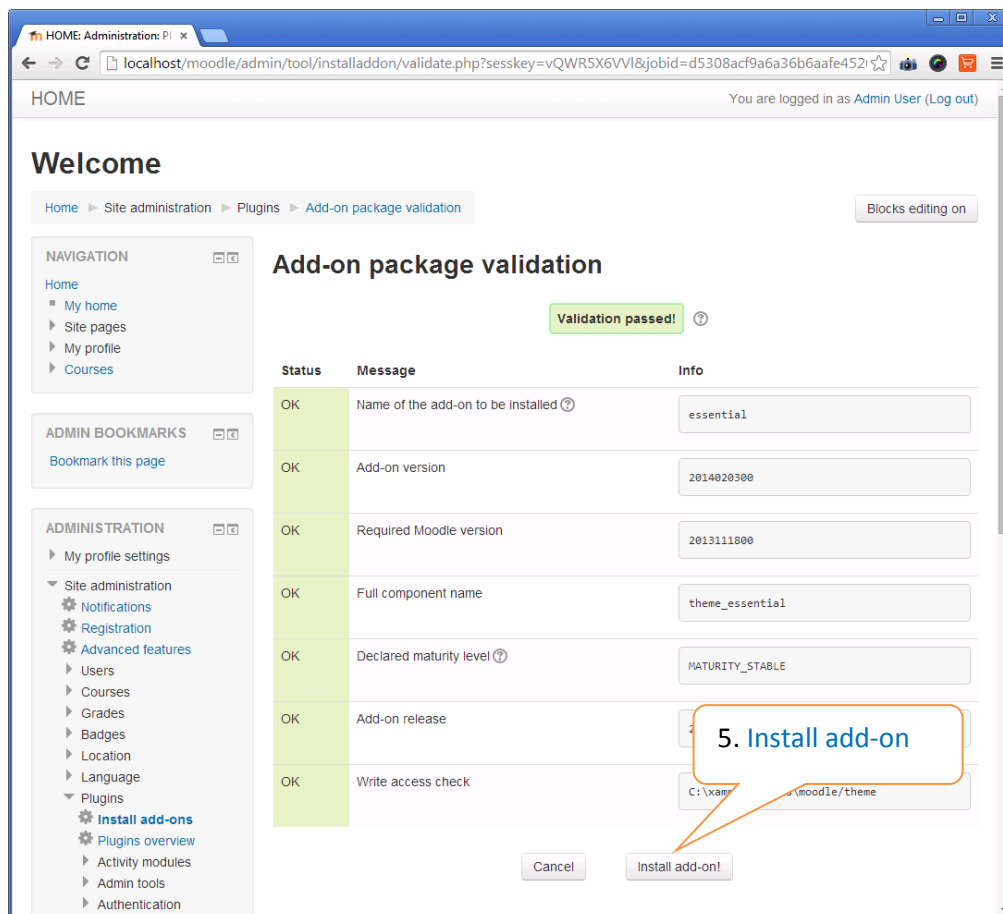 HOME: Administration: Pl
localhost/moodle/admin/tool/installaddon/validate.php?sesskey=vQWR5X6VVl&jobid=d5308acf9a6a36b6aafe452
HOME
You are logged in as Admin User (Log out)
Welcome
Home Site administration Plugins Add-on package validation
Blocks editing on
NAVIGATION
Home
My home
Site pages
My profile
Courses
ADMIN BOOKMARKS
Bookmark this page
ADMINISTRATION
My profile settings
Site administration
Notifications
Registration
Advanced features
Users
Courses
Grades
Badges
Location
Language
Plugins
Install add-ons
Plugins overview
Activity modules
Admin tools
Authentication
Add-on package validation
Validation passed!
Status Message Info
OK Name of the add-on to be installed essential
OK Add-on version 2014020300
OK Required Moodle version 2013111800
OK Full component name theme_essential
OK Declared maturity level MATURITY_STABLE
OK Add-on release
5. Install add-on
OK Write access check C:\xam \moodle/theme
Cancel Install add-on!